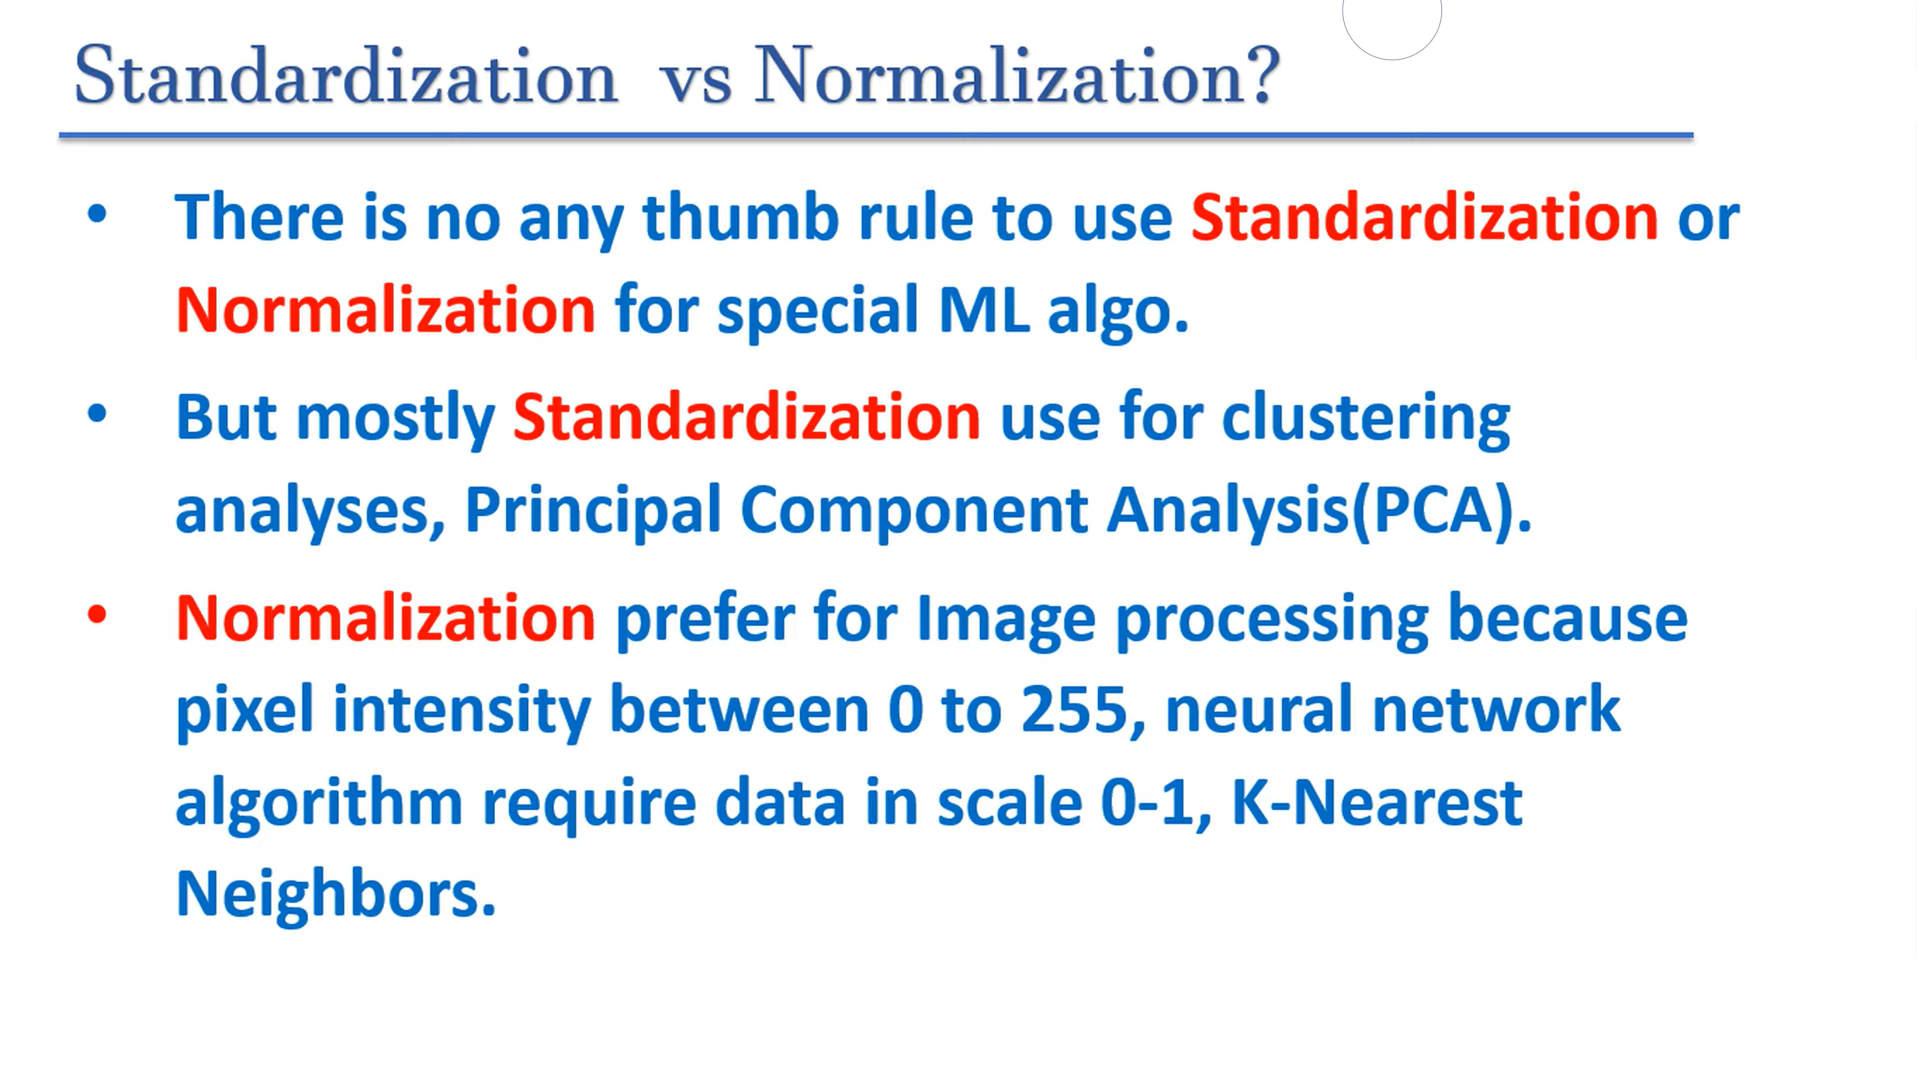 Standardization vs Normalization?
• There is no any thumb rule to use Standardization or
Normalization for special ML algo.
• But mostly Standardization use for clustering
analyses, Principal Component Analysis(PCA).
• Normalization prefer for Image processing because
pixel intensity between 0 to 255, neural network
algorithm require data in scale 0-1, K-Nearest
Neighbors.